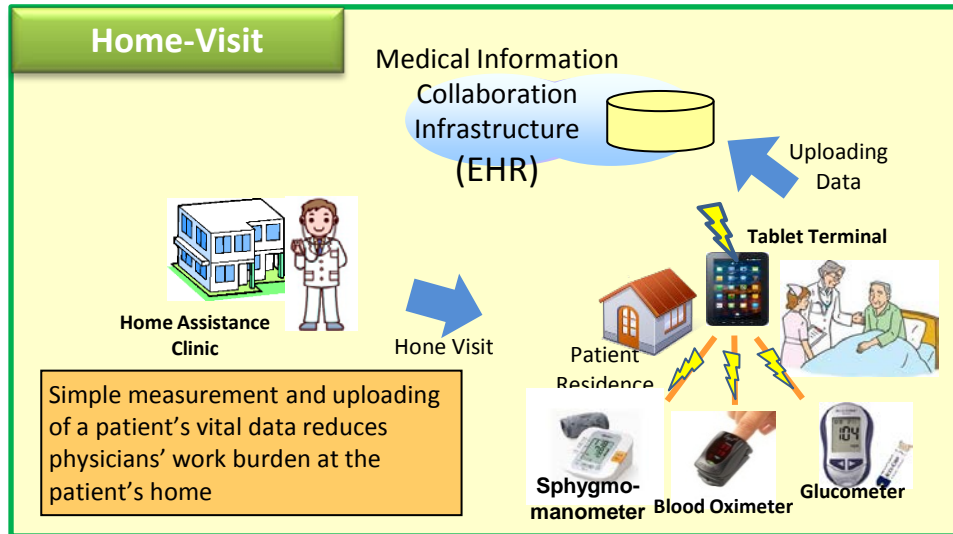 Home-Visit
Medical Information
Collaboration
Infrastructure
(EHR)
Uploading
Data
Tablet Terminal
Home Assistance
Clinic
Hone Visit
Patient
Residence
Simple measurement and uploading
of a patient’s vital data reduces
physicians’ work burden at the
patient’s home
104
Sphygmo-
manometer
Blood Oximeter
Glucometer